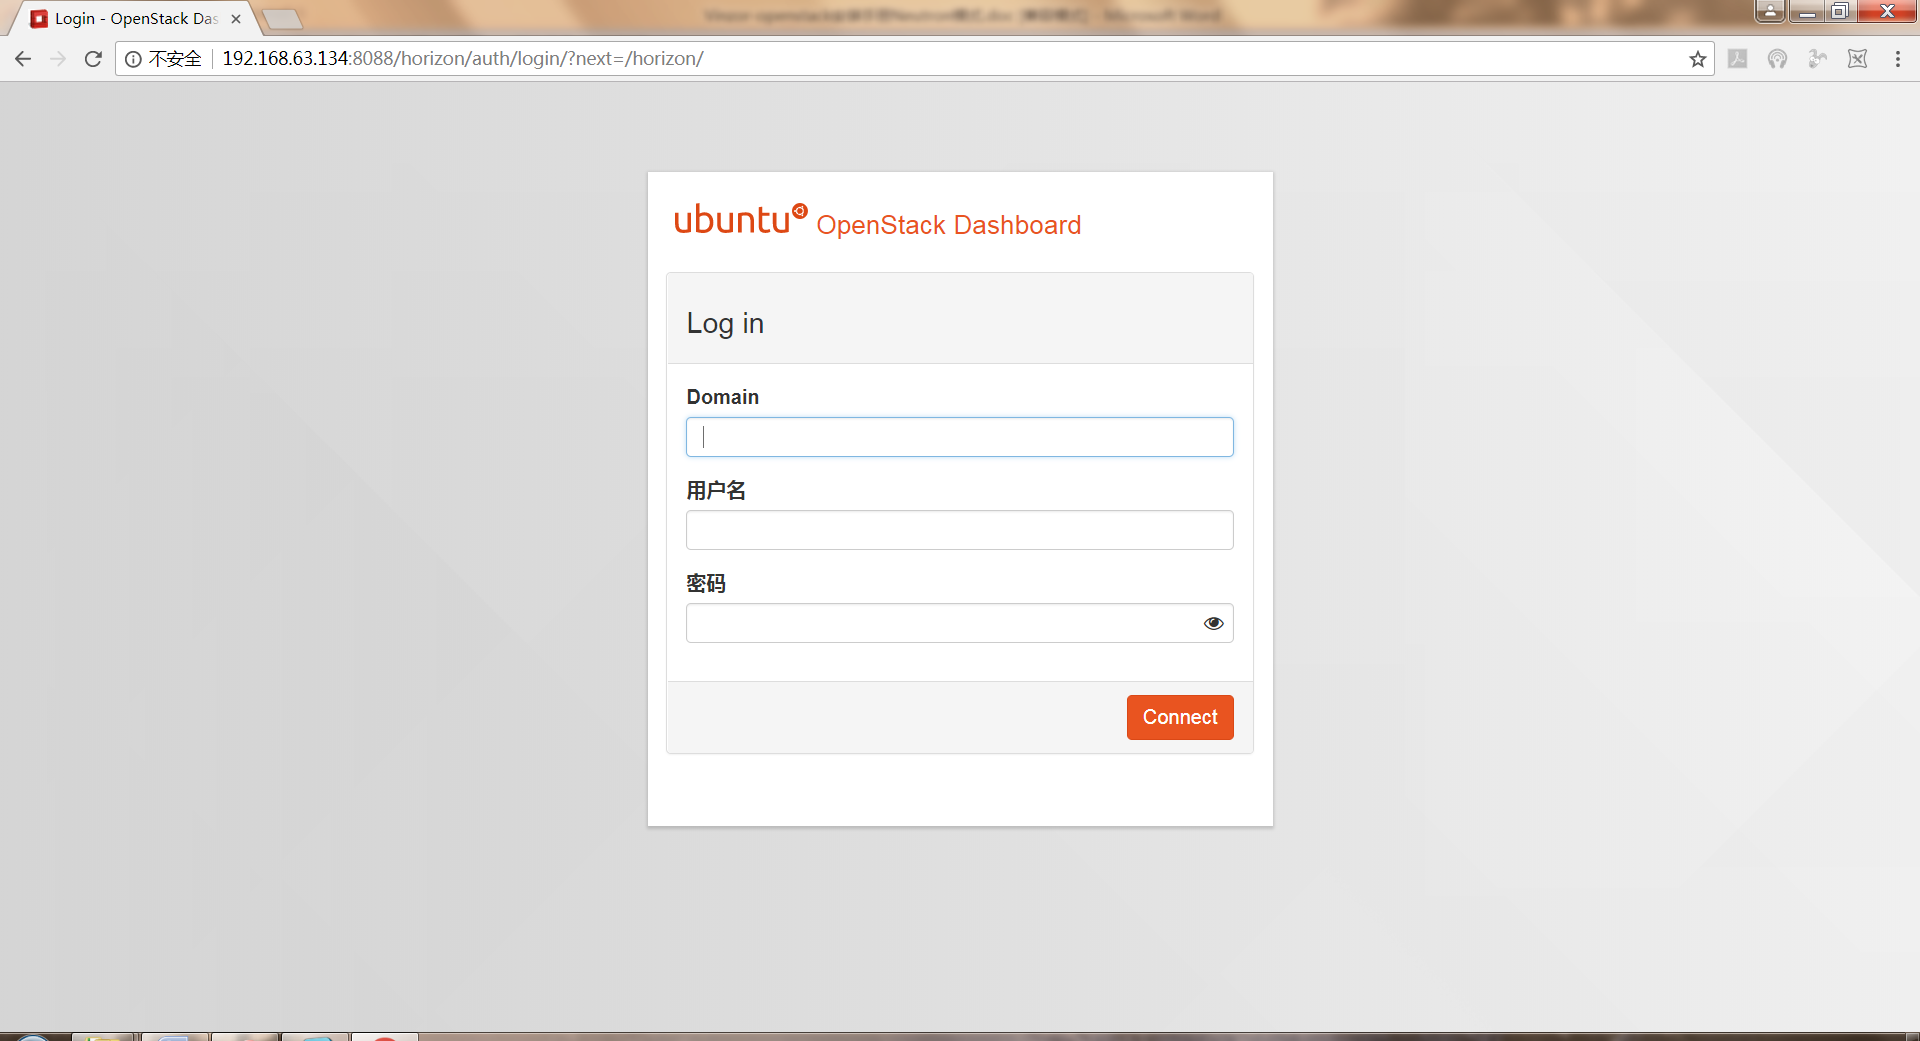 Login - OpenStack Das
不安全
192.168.63.134:8088/horizon/auth/login/?next=/horizon/
ubuntu OpenStack Dashboard
Log in
Domain
用户名
密码
Connect